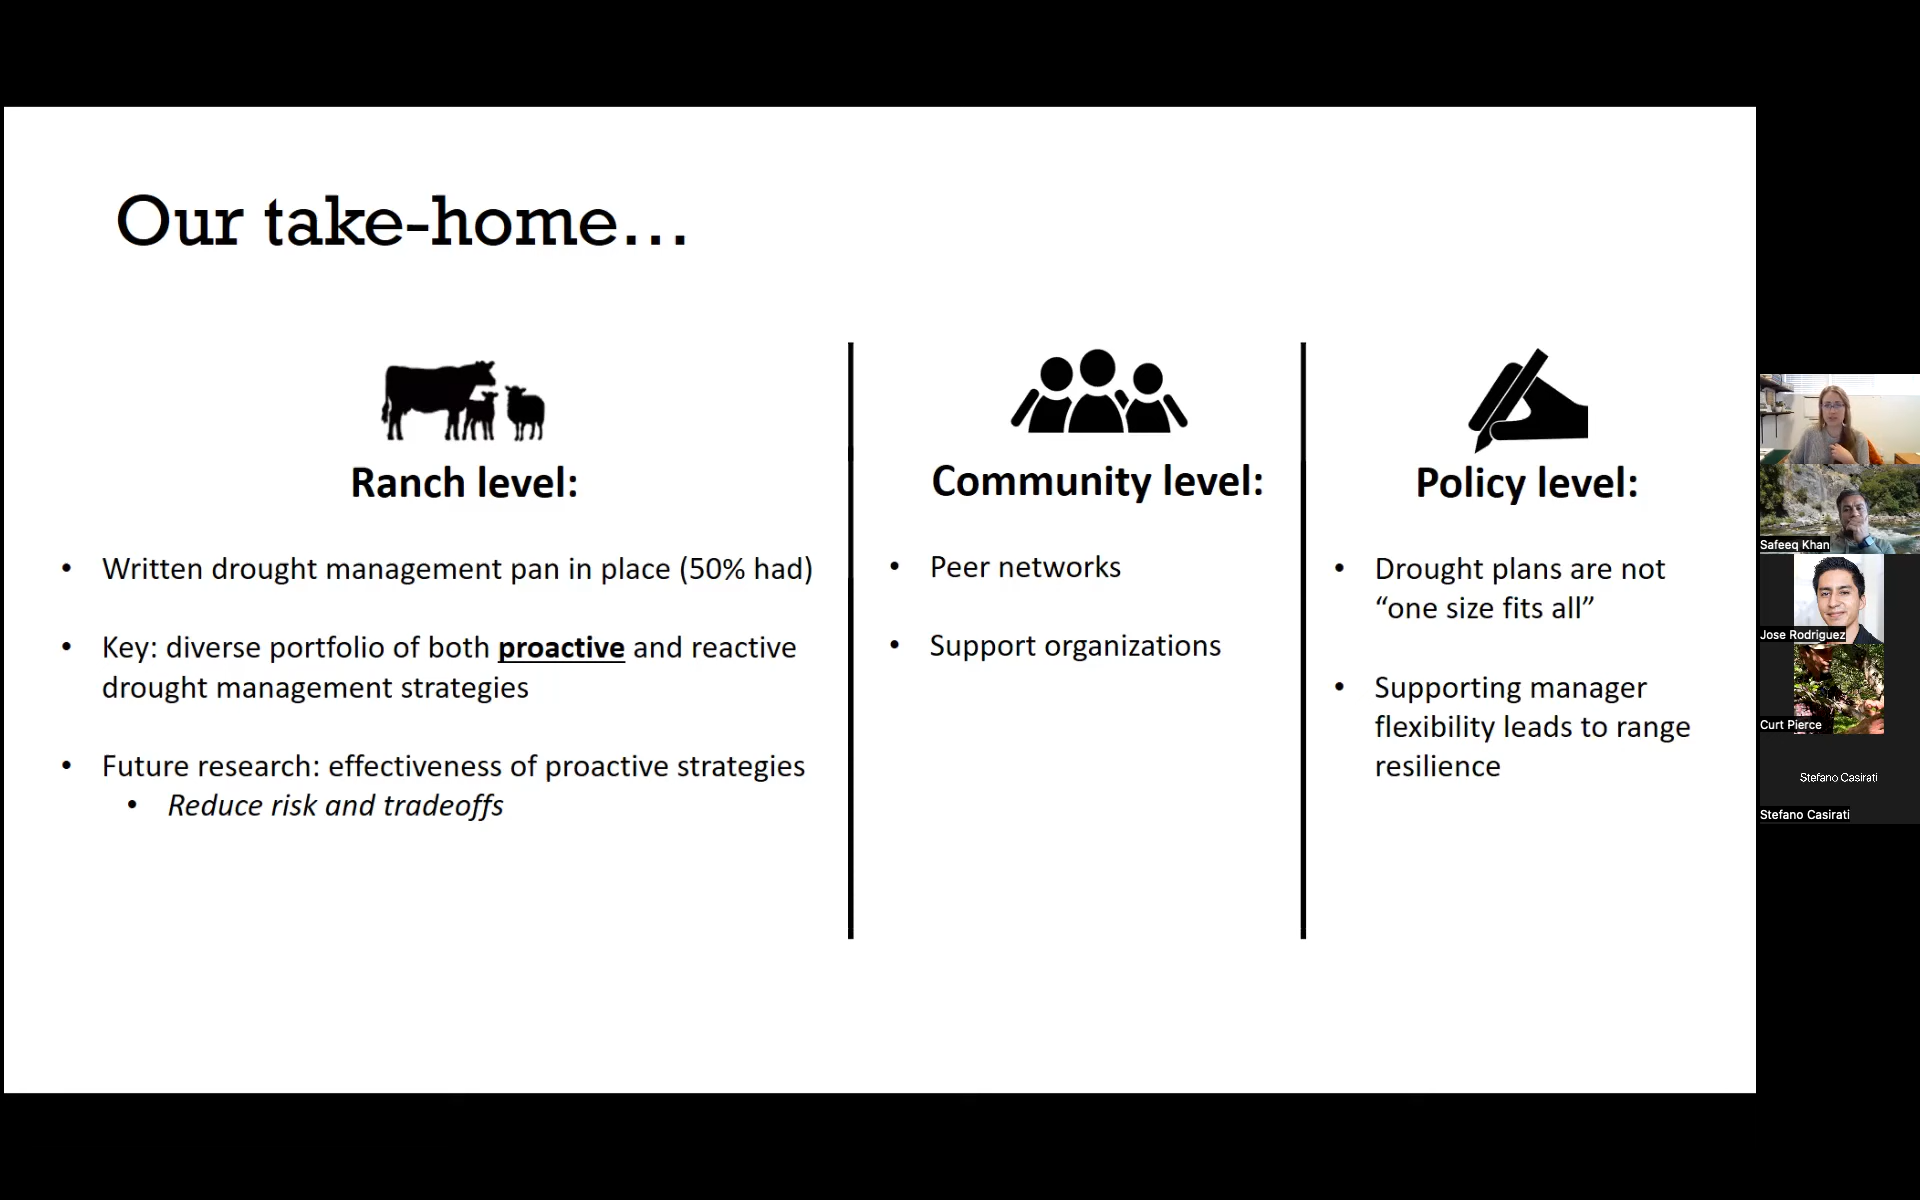 Our take-home...
Ranch level:
• Written drought management pan in place (50% had)
• Key: diverse portfolio of both proactive and reactive
drought management strategies
• Future research: effectiveness of proactive strategies
• Reduce risk and tradeoffs
Community level:
• Peer networks
• Support organizations
Policy level:
• Drought plans are not
“one size fits all”
• Supporting manager
flexibility leads to range
resilience
Safeeq Khan
Jose Rodriguez
Curt Pierce
Stefano Casirati
Stefano Casirati